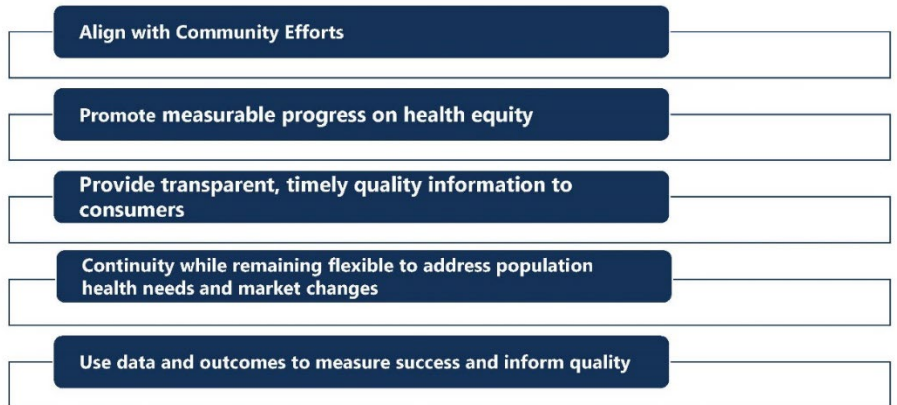 Align with Community Efforts
Promote measurable progress on health equity
Provide transparent, timely quality information to
consumers
Continuity while remaining flexible to address population
health needs and market changes
Use data and outcomes to measure success and inform quality